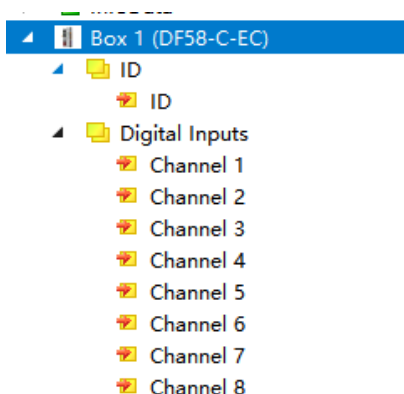 Box 1 (DF58-C-EC)
ID
ID
Digital Inputs
Channel 1
Channel 2
Channel 3
Channel 4
Channel 5
Channel 6
Channel 7
Channel 8